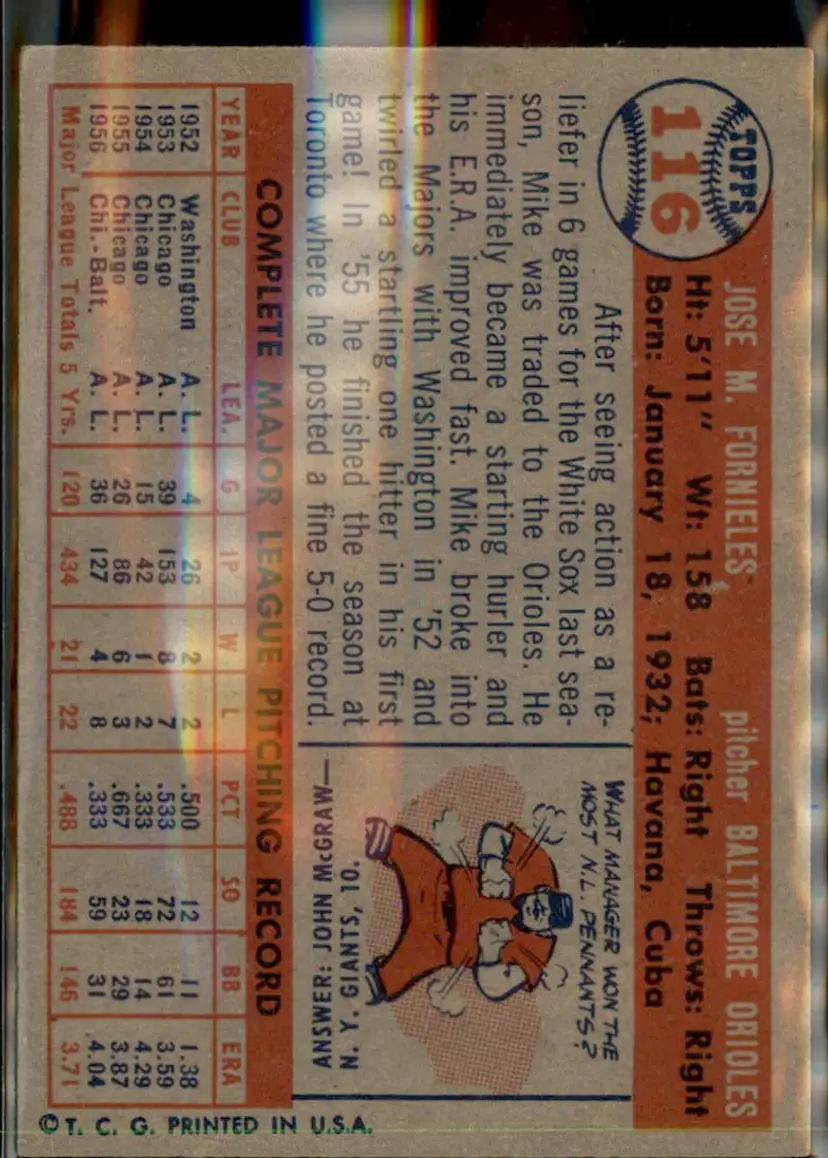 TOPPS
116
JOSE M. FORNIELES pitcher BALTIMORE ORIOLES
Ht: 5'11" Wt: 158 Bats: Right Throws: Right
Born: January 18, 1932; Havana, Cuba
After seeing action as a re-
liefer in 6 games for the White Sox last sea-
son, Mike was traded to the Orioles. He
immediately became a starting hurler and
his E.R.A. improved fast. Mike broke into
the Majors with Washington in '52 and
twirled a startling one hitter in his first
game! In '55 he finished the season at
Toronto where he posted a fine 5-0 record.
WHAT MANAGER WON THE
MOST N.L. PENNANTS?
ANSWER: JOHN McGRAW—
N. Y. GIANTS, 10.
COMPLETE MAJOR LEAGUE PITCHING RECORD
YEAR CLUB LEA. G IP W L PCT SO BB ERA
1952 Washington A. L. 4 26 2 2 .500 12 11 1.38
1953 Chicago A. L. 39 153 8 7 .533 72 61 3.59
1954 Chicago A. L. 15 42 1 2 .333 18 14 4.29
1955 Chicago A. L. 26 86 6 3 .667 23 29 3.87
1956 Chi.-Balt. A. L. 36 127 4 8 .333 59 31 4.04
Major League Totals 5 Yrs. 120 434 21 22 .488 184 146 3.71
© T. C. G. PRINTED IN U.S.A.